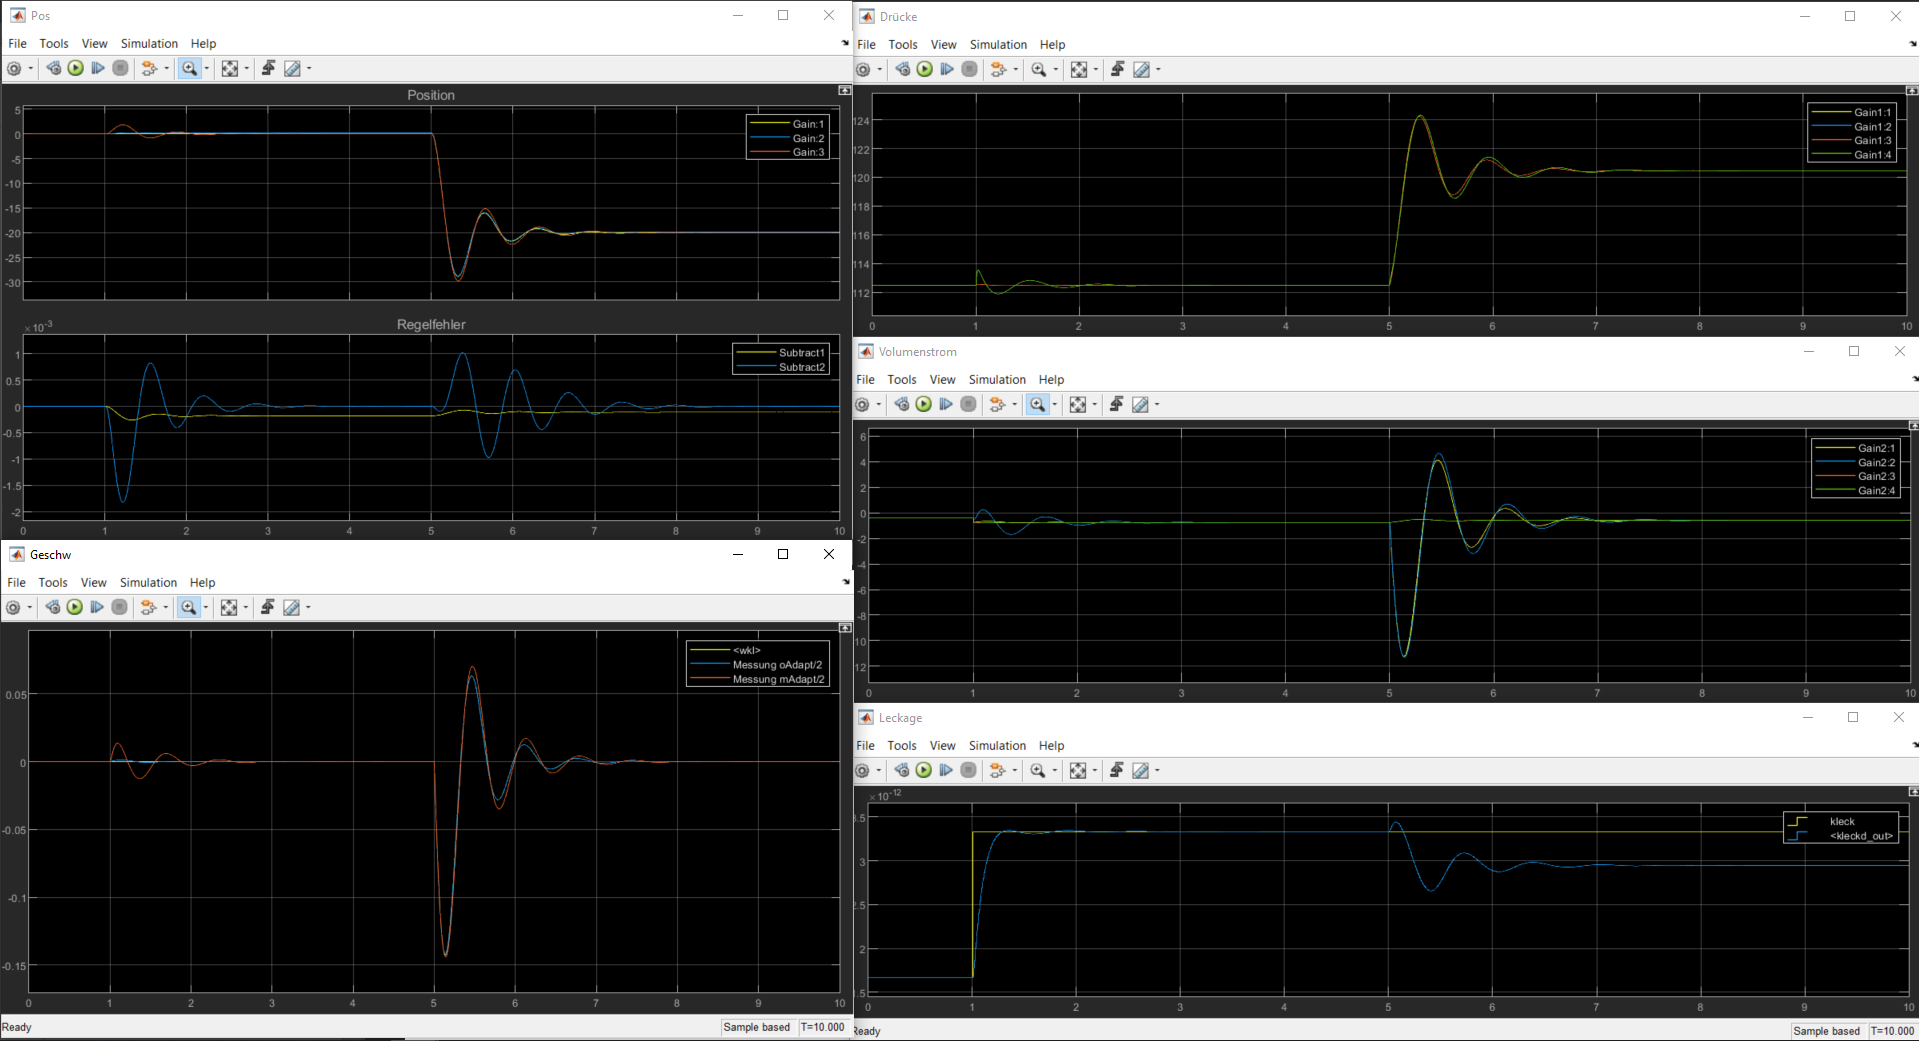 Pos
File Tools View Simulation Help
Position
5
0
-5
-10
-15
-20
-25
-30
Gain:1
Gain:2
Gain:3
×10-3
Regelfehler
1
0.5
0
-0.5
-1
-1.5
-2
Subtract1
Subtract2
0 1 2 3 4 5 6 7 8 9 10
Geschw
File Tools View Simulation Help
0.05
0
-0.05
-0.1
-0.15
<wkl>
Messung oAdapt/2
Messung mAdapt/2
0 1 2 3 4 5 6 7 8 9 10
Ready Sample based T=10.000
Drücke
File Tools View Simulation Help
124
122
120
118
116
114
112
Gain1:1
Gain1:2
Gain1:3
Gain1:4
0 1 2 3 4 5 6 7 8 9 10
Volumenstrom
File Tools View Simulation Help
6
4
2
0
-2
-4
-6
-8
10
12
Gain2:1
Gain2:2
Gain2:3
Gain2:4
0 1 2 3 4 5 6 7 8 9 10
Leckage
File Tools View Simulation Help
×10-12
.5
3
.5
2
.5
kleck
<kleckd_out>
0 1 2 3 4 5 6 7 8 9 10
Ready Sample based T=10.000